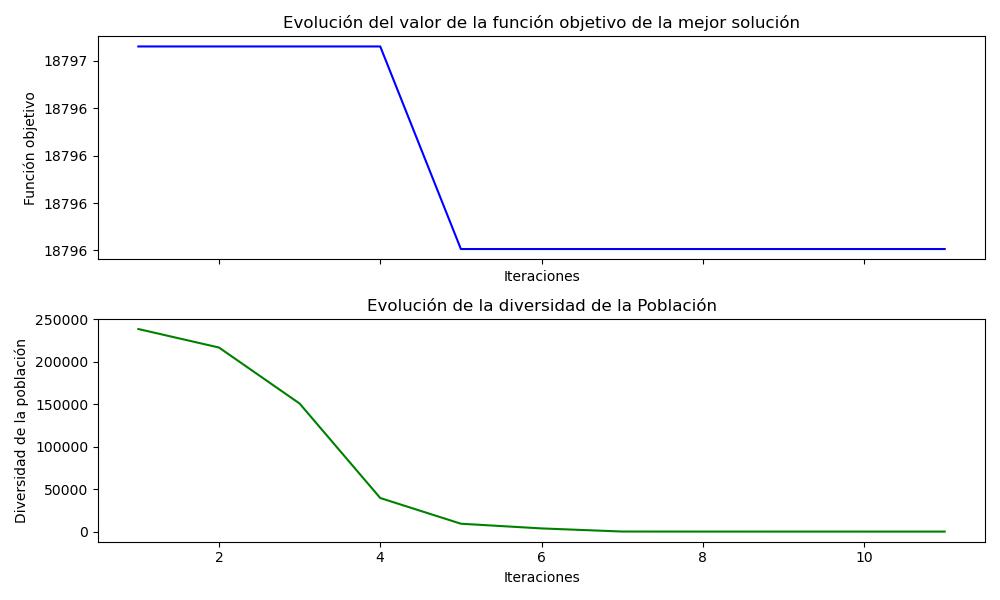 Evolución del valor de la función objetivo de la mejor solución
18797
18796
18796
18796
18796
Función objetivo
Iteraciones
Evolución de la diversidad de la Población
250000
200000
150000
100000
50000
0
Diversidad de la población
2 4 6 8 10
Iteraciones